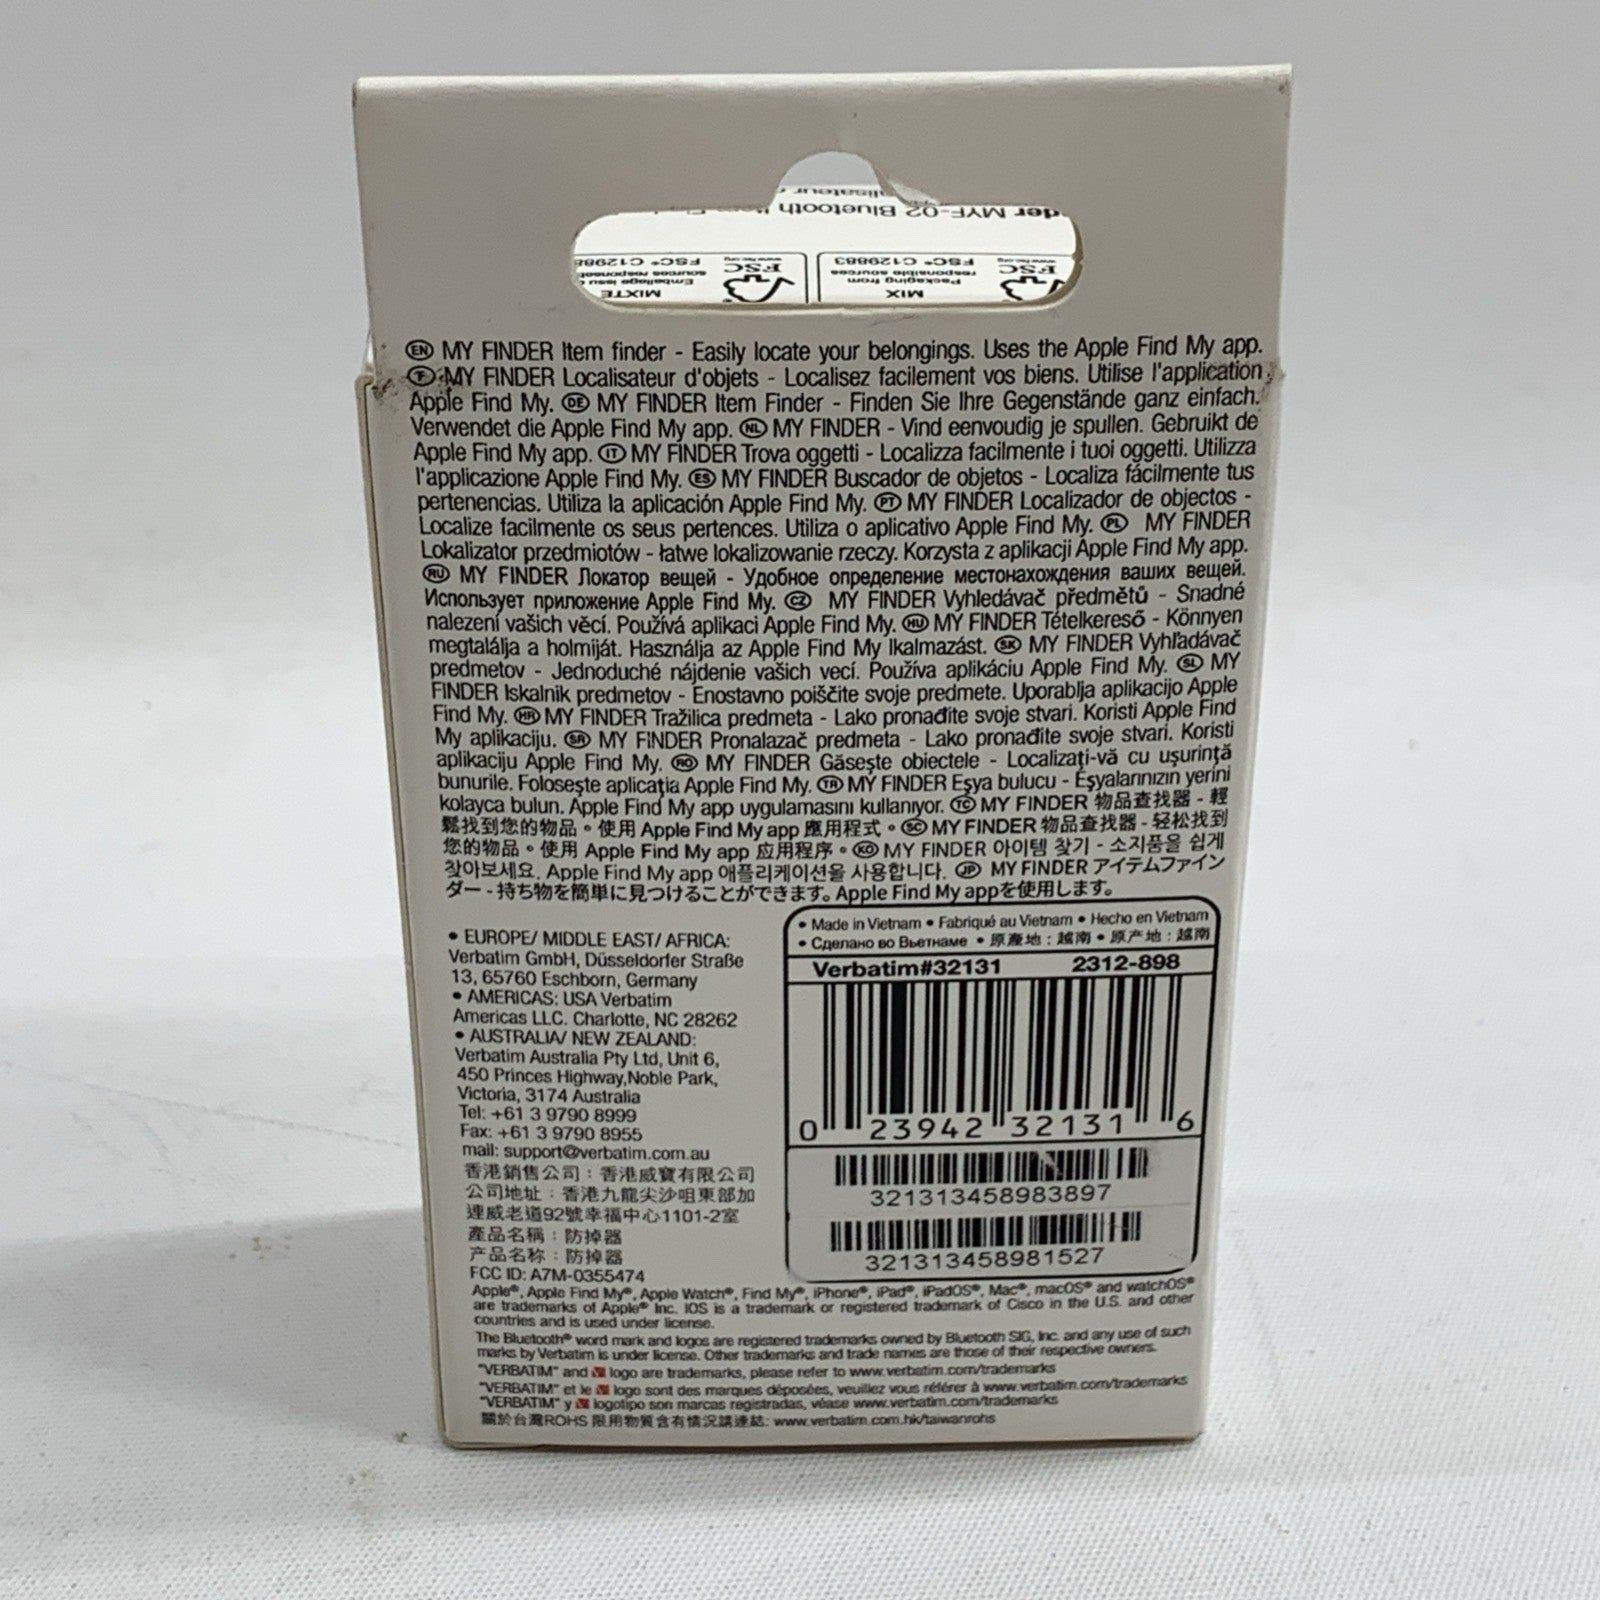 der MYF-02 Bluetooth
FSC® C129883
www.fsc.org
FSC
responsible sources
Packaging from
MIX
www.fsc.org
FSC
MIXTE
EN MY FINDER Item finder - Easily locate your belongings. Uses the Apple Find My app.
F MY FINDER Localisateur d'objets - Localisez facilement vos biens. Utilise l'application
Apple Find My. DE MY FINDER Item Finder - Finden Sie Ihre Gegenstände ganz einfach.
Verwendet die Apple Find My app. NL MY FINDER - Vind eenvoudig je spullen. Gebruikt de
Apple Find My app. IT MY FINDER Trova oggetti - Localizza facilmente i tuoi oggetti. Utilizza
l'applicazione Apple Find My. ES MY FINDER Buscador de objetos - Localiza fácilmente tus
pertenencias. Utiliza la aplicación Apple Find My. PT MY FINDER Localizador de objectos -
Localize facilmente os seus pertences. Utiliza o aplicativo Apple Find My. PL MY FINDER
Lokalizator przedmiotów - łatwe lokalizowanie rzeczy. Korzysta z aplikacji Apple Find My app.
RU MY FINDER Локатор вещей - Удобное определение местонахождения ваших вещей.
Использует приложение Apple Find My. CZ MY FINDER Vyhledávač předmětů - Snadné
nalezení vašich věcí. Používá aplikaci Apple Find My. HU MY FINDER Tételkereső - Könnyen
megtalálja a holmiját. Használja az Apple Find My lkalmazást. SK MY FINDER Vyhľadávač
predmetov - Jednoduché nájdenie vašich vecí. Používa aplikáciu Apple Find My. SL MY
FINDER Iskalnik predmetov - Enostavno poiščite svoje predmete. Uporablja aplikacijo Apple
Find My. HR MY FINDER Tražilica predmeta - Lako pronađite svoje stvari. Koristi Apple Find
My aplikaciju. SR MY FINDER Pronalazač predmeta - Lako pronađite svoje stvari. Koristi
aplikaciju Apple Find My. RO MY FINDER Găsește obiectele - Localizaţi-vă cu ușurinţă
bunurile. Folosește aplicaţia Apple Find My. TR MY FINDER Eşya bulucu - Eşyalarınızın yerini
kolayca bulun. Apple Find My app uygulamasını kullanıyor. TC MY FINDER 物品查找器 - 輕
鬆找到您的物品。使用 Apple Find My app 應用程式。SC MY FINDER 物品查找器 - 轻松找到
您的物品。使用 Apple Find My app 应用程序。KO MY FINDER 아이템 찾기 - 소지품을 쉽게
찾아보세요. Apple Find My app 애플리케이션을 사용합니다. JP MY FINDER アイテムファイン
ダー - 持ち物を簡単に見つけることができます。Apple Find My appを使用します。
• EUROPE/ MIDDLE EAST/ AFRICA:
Verbatim GmbH, Düsseldorfer Straße
13, 65760 Eschborn, Germany
• AMERICAS: USA Verbatim
Americas LLC. Charlotte, NC 28262
• AUSTRALIA/ NEW ZEALAND:
Verbatim Australia Pty Ltd, Unit 6,
450 Princes Highway,Noble Park,
Victoria, 3174 Australia
Tel: +61 3 9790 8999
Fax: +61 3 9790 8955
mail: support@verbatim.com.au
香港銷售公司：香港威寶有限公司
公司地址：香港九龍尖沙咀東部加
連威老道92號幸福中心1101-2室
產品名稱：防掉器
产品名称：防掉器
FCC ID: A7M-0355474
• Made in Vietnam • Fabriqué au Vietnam • Hecho en Vietnam
• Сделано во Вьетнаме • 原產地：越南 • 原产地：越南
Verbatim#32131 2312-898
0 23942 32131 6
321313458983897
321313458981527
Apple®, Apple Find My®, Apple Watch®, Find My®, iPhone®, iPad®, iPadOS®, Mac®, macOS® and watchOS®
are trademarks of Apple® Inc. IOS is a trademark or registered trademark of Cisco in the U.S. and other
countries and is used under license.
The Bluetooth® word mark and logos are registered trademarks owned by Bluetooth SIG, Inc. and any use of such
marks by Verbatim is under license. Other trademarks and trade names are those of their respective owners.
"VERBATIM" and logo are trademarks, please refer to www.verbatim.com/trademarks
"VERBATIM" et le logo sont des marques déposées, veuillez vous référer à www.verbatim.com/trademarks
"VERBATIM" y logotipo son marcas registradas, véase www.verbatim.com/trademarks
關於台灣ROHS 限用物質含有情況請連結: www.verbatim.com.hk/taiwanrohs